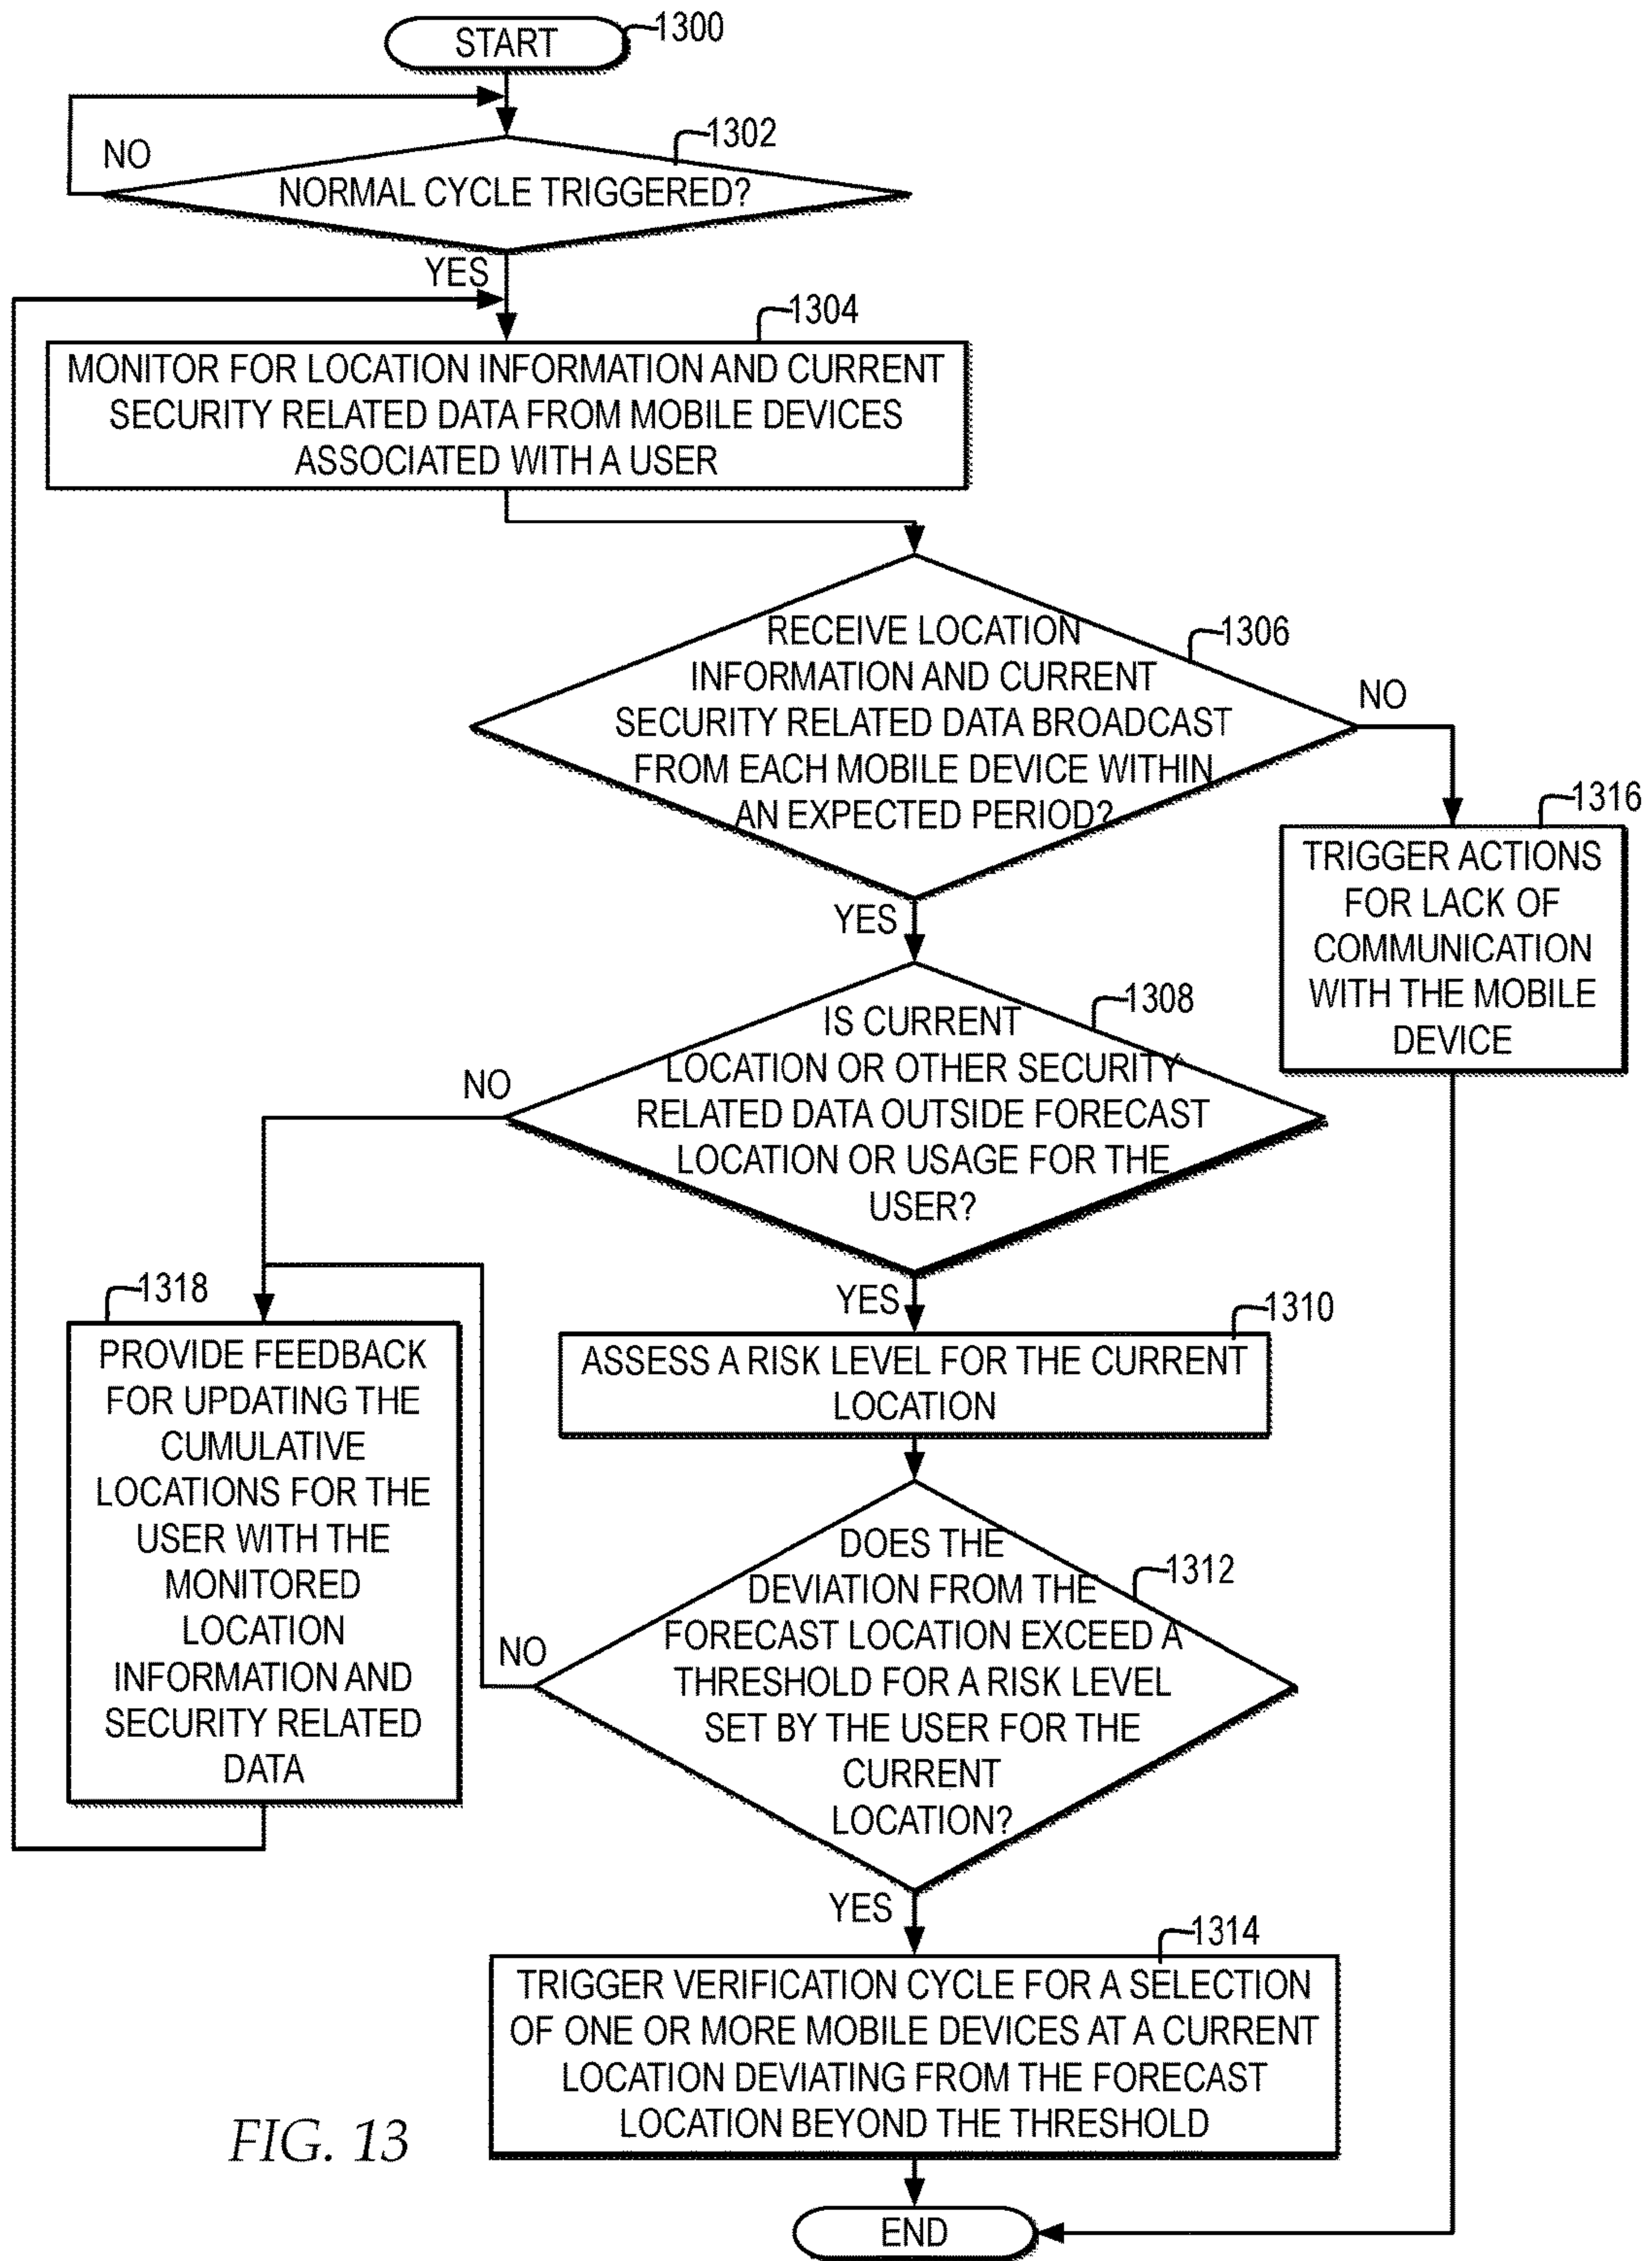 START
1300
NO
1302
NORMAL CYCLE TRIGGERED?
YES
1304
MONITOR FOR LOCATION INFORMATION AND CURRENT
SECURITY RELATED DATA FROM MOBILE DEVICES
ASSOCIATED WITH A USER
RECEIVE LOCATION
INFORMATION AND CURRENT
SECURITY RELATED DATA BROADCAST
FROM EACH MOBILE DEVICE WITHIN
AN EXPECTED PERIOD?
1306
NO
YES
1316
TRIGGER ACTIONS
FOR LACK OF
COMMUNICATION
WITH THE MOBILE
DEVICE
1308
IS CURRENT
LOCATION OR OTHER SECURITY
RELATED DATA OUTSIDE FORECAST
LOCATION OR USAGE FOR THE
USER?
NO
YES
1318
PROVIDE FEEDBACK
FOR UPDATING THE
CUMULATIVE
LOCATIONS FOR THE
USER WITH THE
MONITORED
LOCATION
INFORMATION AND
SECURITY RELATED
DATA
1310
ASSESS A RISK LEVEL FOR THE CURRENT
LOCATION
1312
DOES THE
DEVIATION FROM THE
FORECAST LOCATION EXCEED A
THRESHOLD FOR A RISK LEVEL
SET BY THE USER FOR THE
CURRENT
LOCATION?
NO
YES
1314
TRIGGER VERIFICATION CYCLE FOR A SELECTION
OF ONE OR MORE MOBILE DEVICES AT A CURRENT
LOCATION DEVIATING FROM THE FORECAST
LOCATION BEYOND THE THRESHOLD
END
FIG. 13